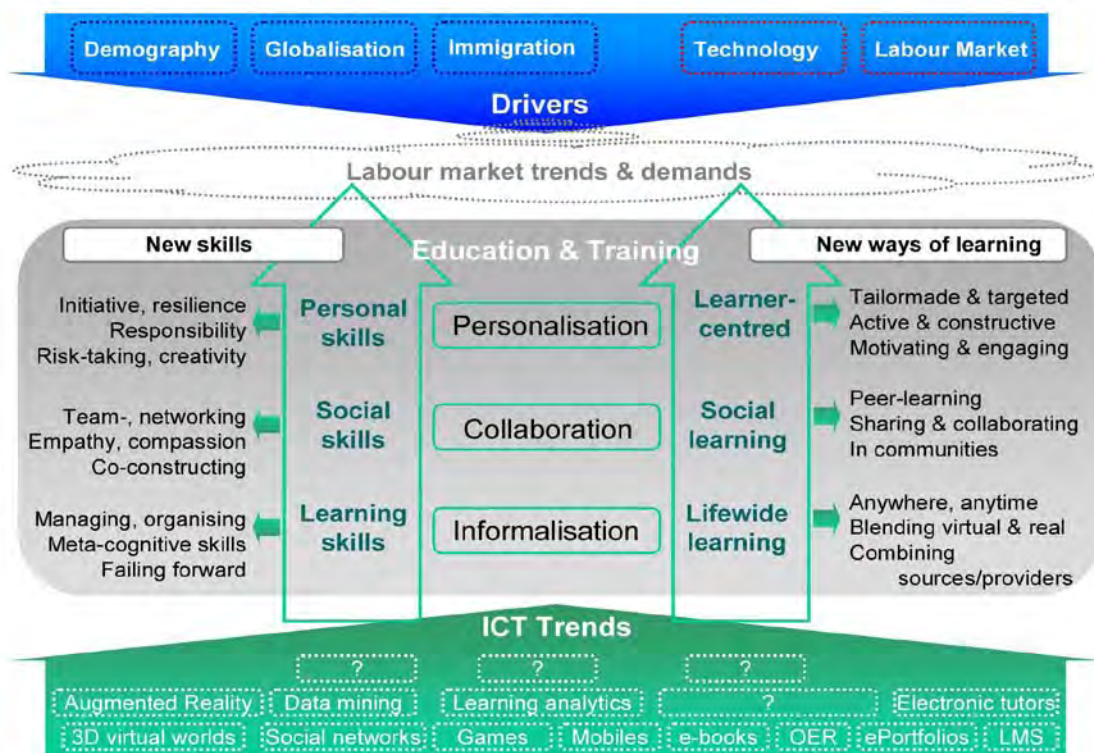 Demography Globalisation Immigration Technology Labour Market
Drivers
Labour market trends & demands
New skills Education & Training New ways of learning
Initiative, resilience
Responsibility
Risk-taking, creativity
Personal
skills
Personalisation
Learner-
centred
Tailormade & targeted
Active & constructive
Motivating & engaging
Team-, networking
Empathy, compassion
Co-constructing
Social
skills
Collaboration
Social
learning
Peer-learning
Sharing & collaborating
In communities
Managing, organising
Meta-cognitive skills
Failing forward
Learning
skills
Informalisation
Lifewide
learning
Anywhere, anytime
Blending virtual & real
Combining
sources/providers
ICT Trends
? ? ?
Augmented Reality Data mining Learning analytics ? Electronic tutors
3D virtual worlds Social networks Games Mobiles e-books OER ePortfolios LMS